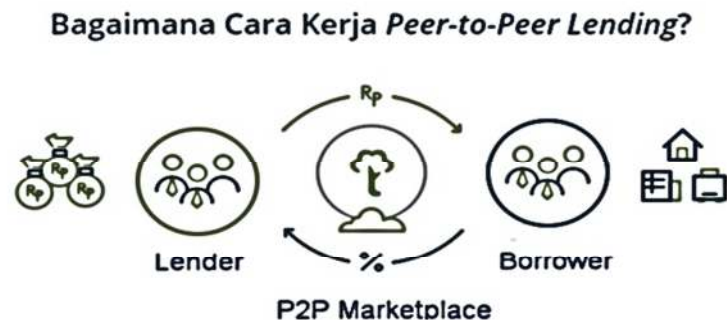 Bagaimana Cara Kerja Peer-to-Peer Lending?
Rp
Rp
Rp Rp
Lender
Borrower
%
P2P Marketplace